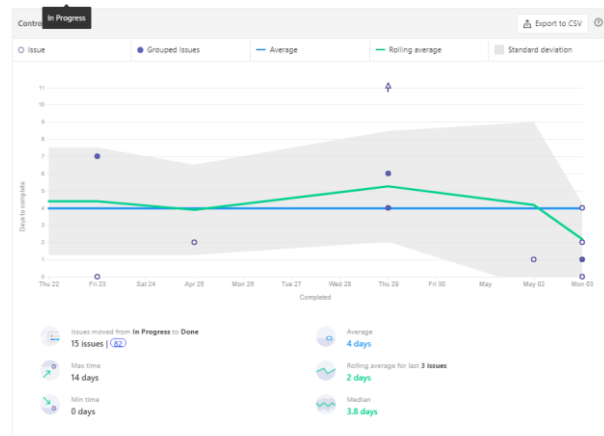 In Progress
Contro
Export to CSV
Issue
Grouped issues
Average
Rolling average
Standard deviation
11
10
9
8
7
6
5
4
3
2
1
0
Days to complete
Thu 22
Fri 23
Sat 24
Apr 25
Mon 26
Tue 27
Wed 28
Thu 29
Fri 30
May
May 02
Mon 03
Completed
Issues moved from In Progress to Done
15 issues | 82
Average
4 days
Max time
14 days
Rolling average for last 3 issues
2 days
Min time
0 days
Median
3.8 days